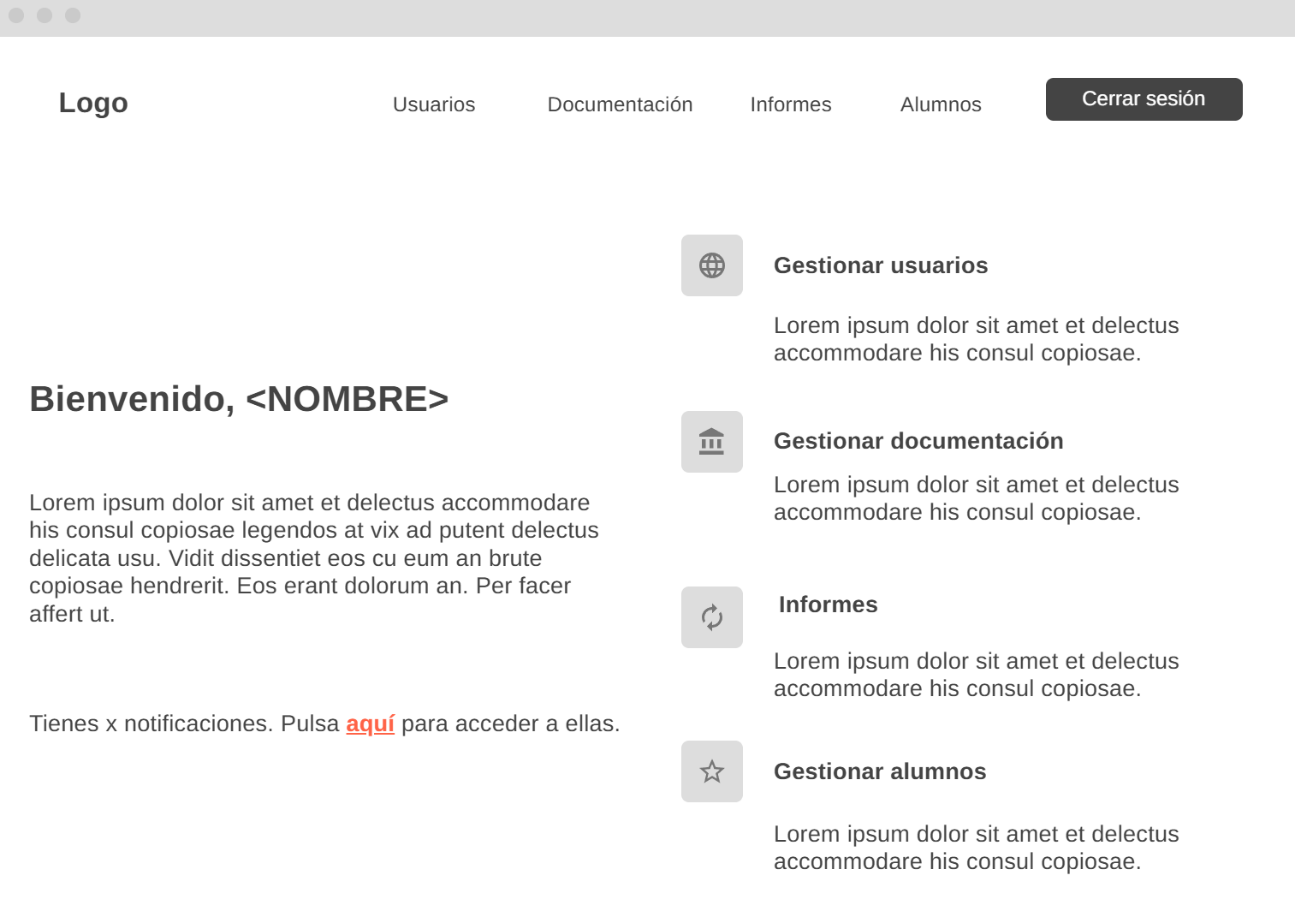 Logo
Usuarios
Documentación
Informes
Alumnos
Cerrar sesión
Bienvenido, <NOMBRE>
Lorem ipsum dolor sit amet et delectus accommodare
his consul copiosae legendos at vix ad putent delectus
delicata usu. Vidit dissentiet eos cu eum an brute
copiosae hendrerit. Eos erant dolorum an. Per facer
affert ut.
Tienes x notificaciones. Pulsa aquí para acceder a ellas.
Gestionar usuarios
Lorem ipsum dolor sit amet et delectus
accommodare his consul copiosae.
Gestionar documentación
Lorem ipsum dolor sit amet et delectus
accommodare his consul copiosae.
Informes
Lorem ipsum dolor sit amet et delectus
accommodare his consul copiosae.
Gestionar alumnos
Lorem ipsum dolor sit amet et delectus
accommodare his consul copiosae.